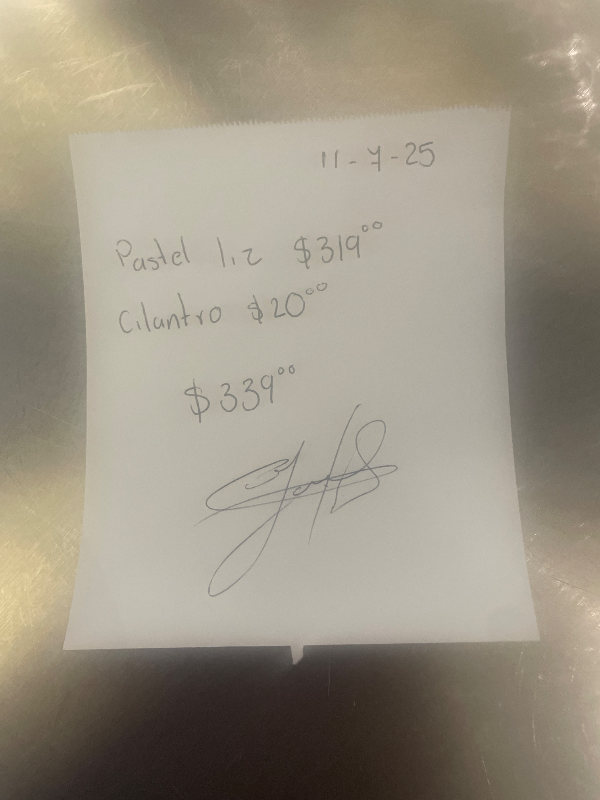 11-7-25
Pastel liz $319⁰⁰
Cilantro $20⁰⁰
$339⁰⁰